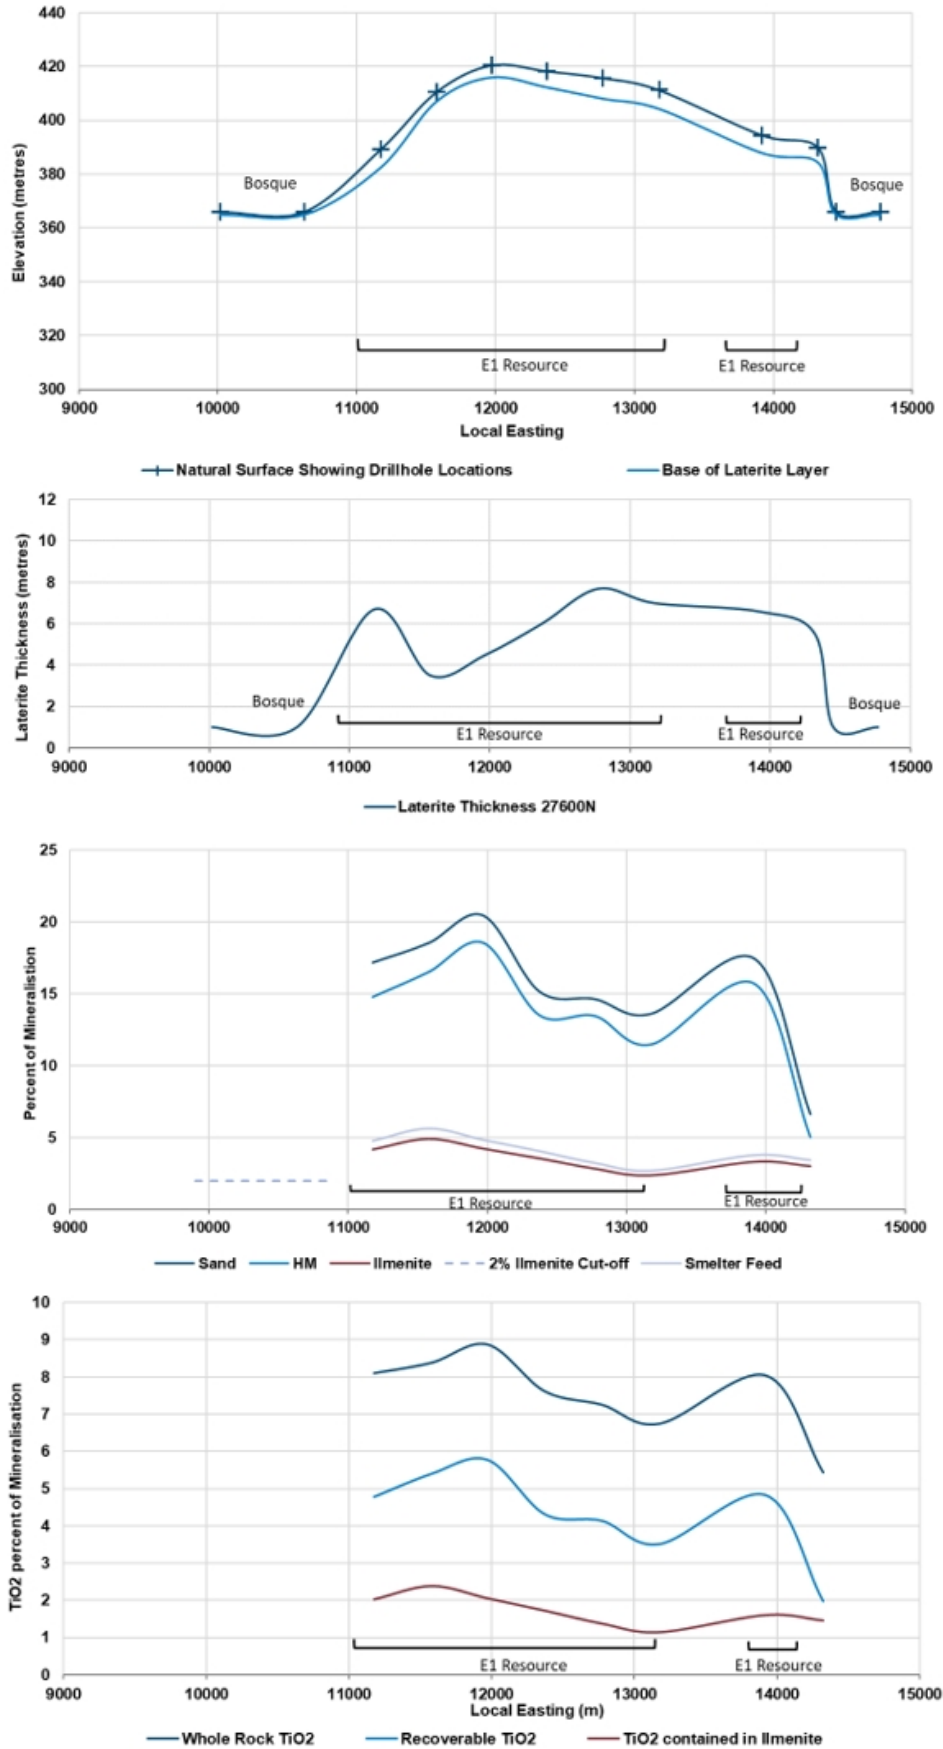 440
420
400
380
360
340
320
300
Elevation (metres)
Bosque
Bosque
E1 Resource
E1 Resource
9000 10000 11000 12000 13000 14000 15000
Local Easting
Natural Surface Showing Drillhole Locations Base of Laterite Layer
12
10
8
6
4
2
0
Laterite Thickness (metres)
Bosque
Bosque
E1 Resource
E1 Resource
9000 10000 11000 12000 13000 14000 15000
Laterite Thickness 27600N
25
20
15
10
5
0
Percent of Mineralistion
E1 Resource
E1 Resource
9000 10000 11000 12000 13000 14000 15000
Sand HM Ilmenite 2% Ilmenite Cut-off Smelter Feed
10
9
8
7
6
5
4
3
2
1
0
TiO2 percent of Mineralisation
E1 Resource
E1 Resource
9000 10000 11000 12000 13000 14000 15000
Local Easting (m)
Whole Rock TiO2 Recoverable TiO2 TiO2 contained in Ilmenite